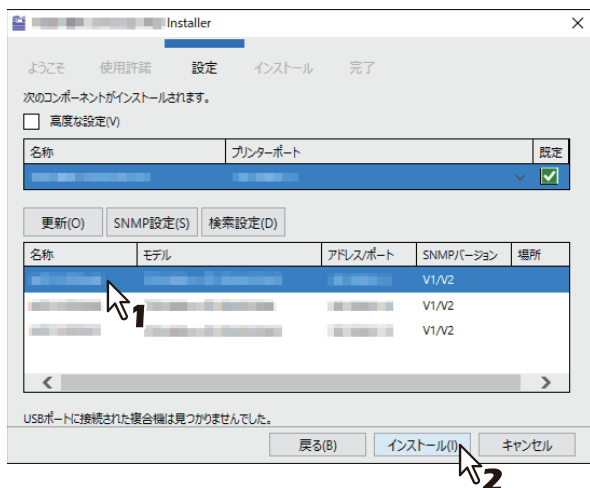 Installer
ようこそ 使用許諾 設定 インストール 完了
次のコンポーネントがインストールされます。
高度な設定(V)
名称 プリンターポート 既定
更新(O) SNMP設定(S) 検索設定(D)
名称 モデル アドレス/ポート SNMPバージョン 場所
V1/V2
1
V1/V2
V1/V2
USBポートに接続された複合機は見つかりませんでした。
戻る(B) インストール(I) キャンセル
2